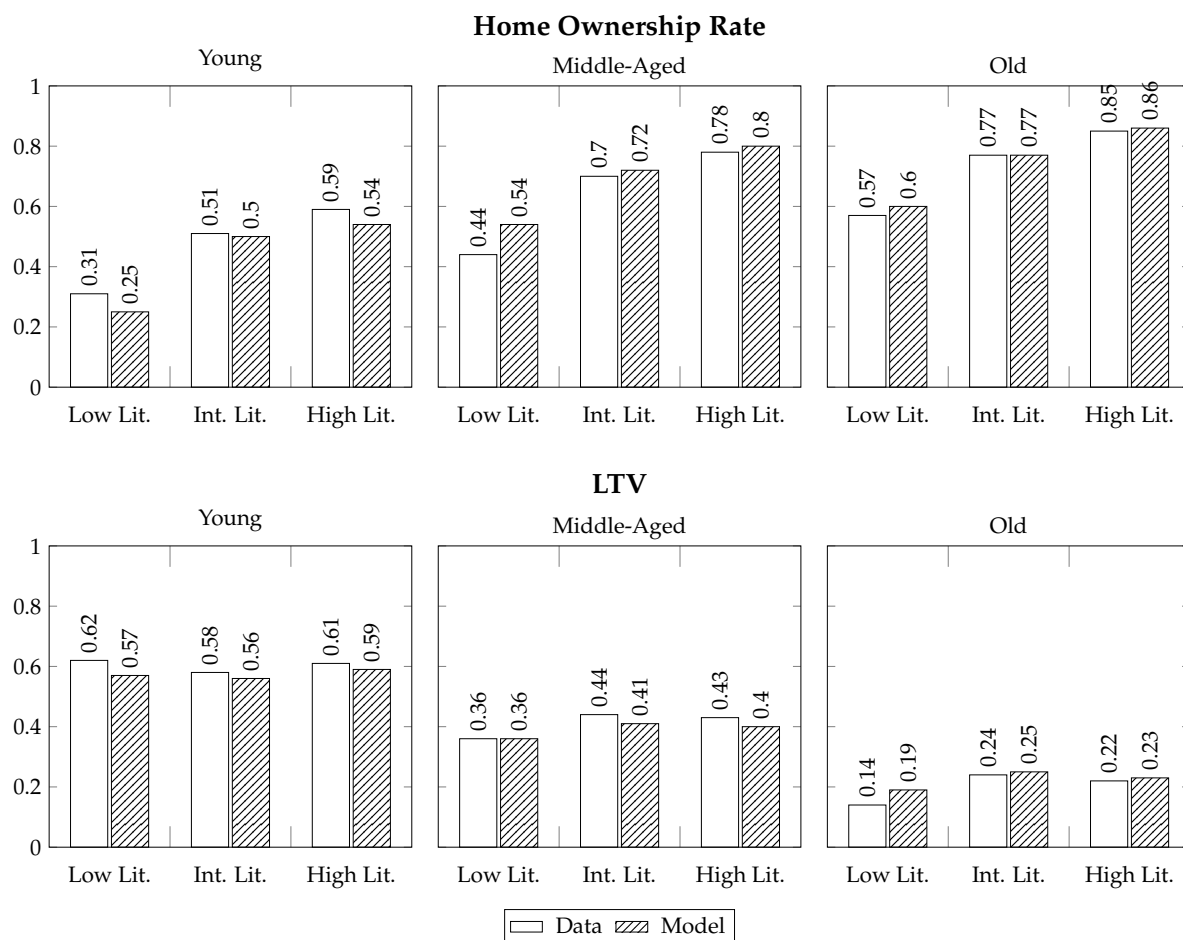 Home Ownership Rate
Young Middle-Aged Old
1
0.8
0.6
0.4
0.2
0
0.31 0.25 0.51 0.5 0.59 0.54
0.44 0.54 0.7 0.72 0.78 0.8
0.57 0.6 0.77 0.77 0.85 0.86
Low Lit. Int. Lit. High Lit. Low Lit. Int. Lit. High Lit. Low Lit. Int. Lit. High Lit.
LTV
Young Middle-Aged Old
1
0.8
0.6
0.4
0.2
0
0.62 0.57 0.58 0.56 0.61 0.59
0.36 0.36 0.44 0.41 0.43 0.4
0.14 0.19 0.24 0.25 0.22 0.23
Low Lit. Int. Lit. High Lit. Low Lit. Int. Lit. High Lit. Low Lit. Int. Lit. High Lit.
Data Model